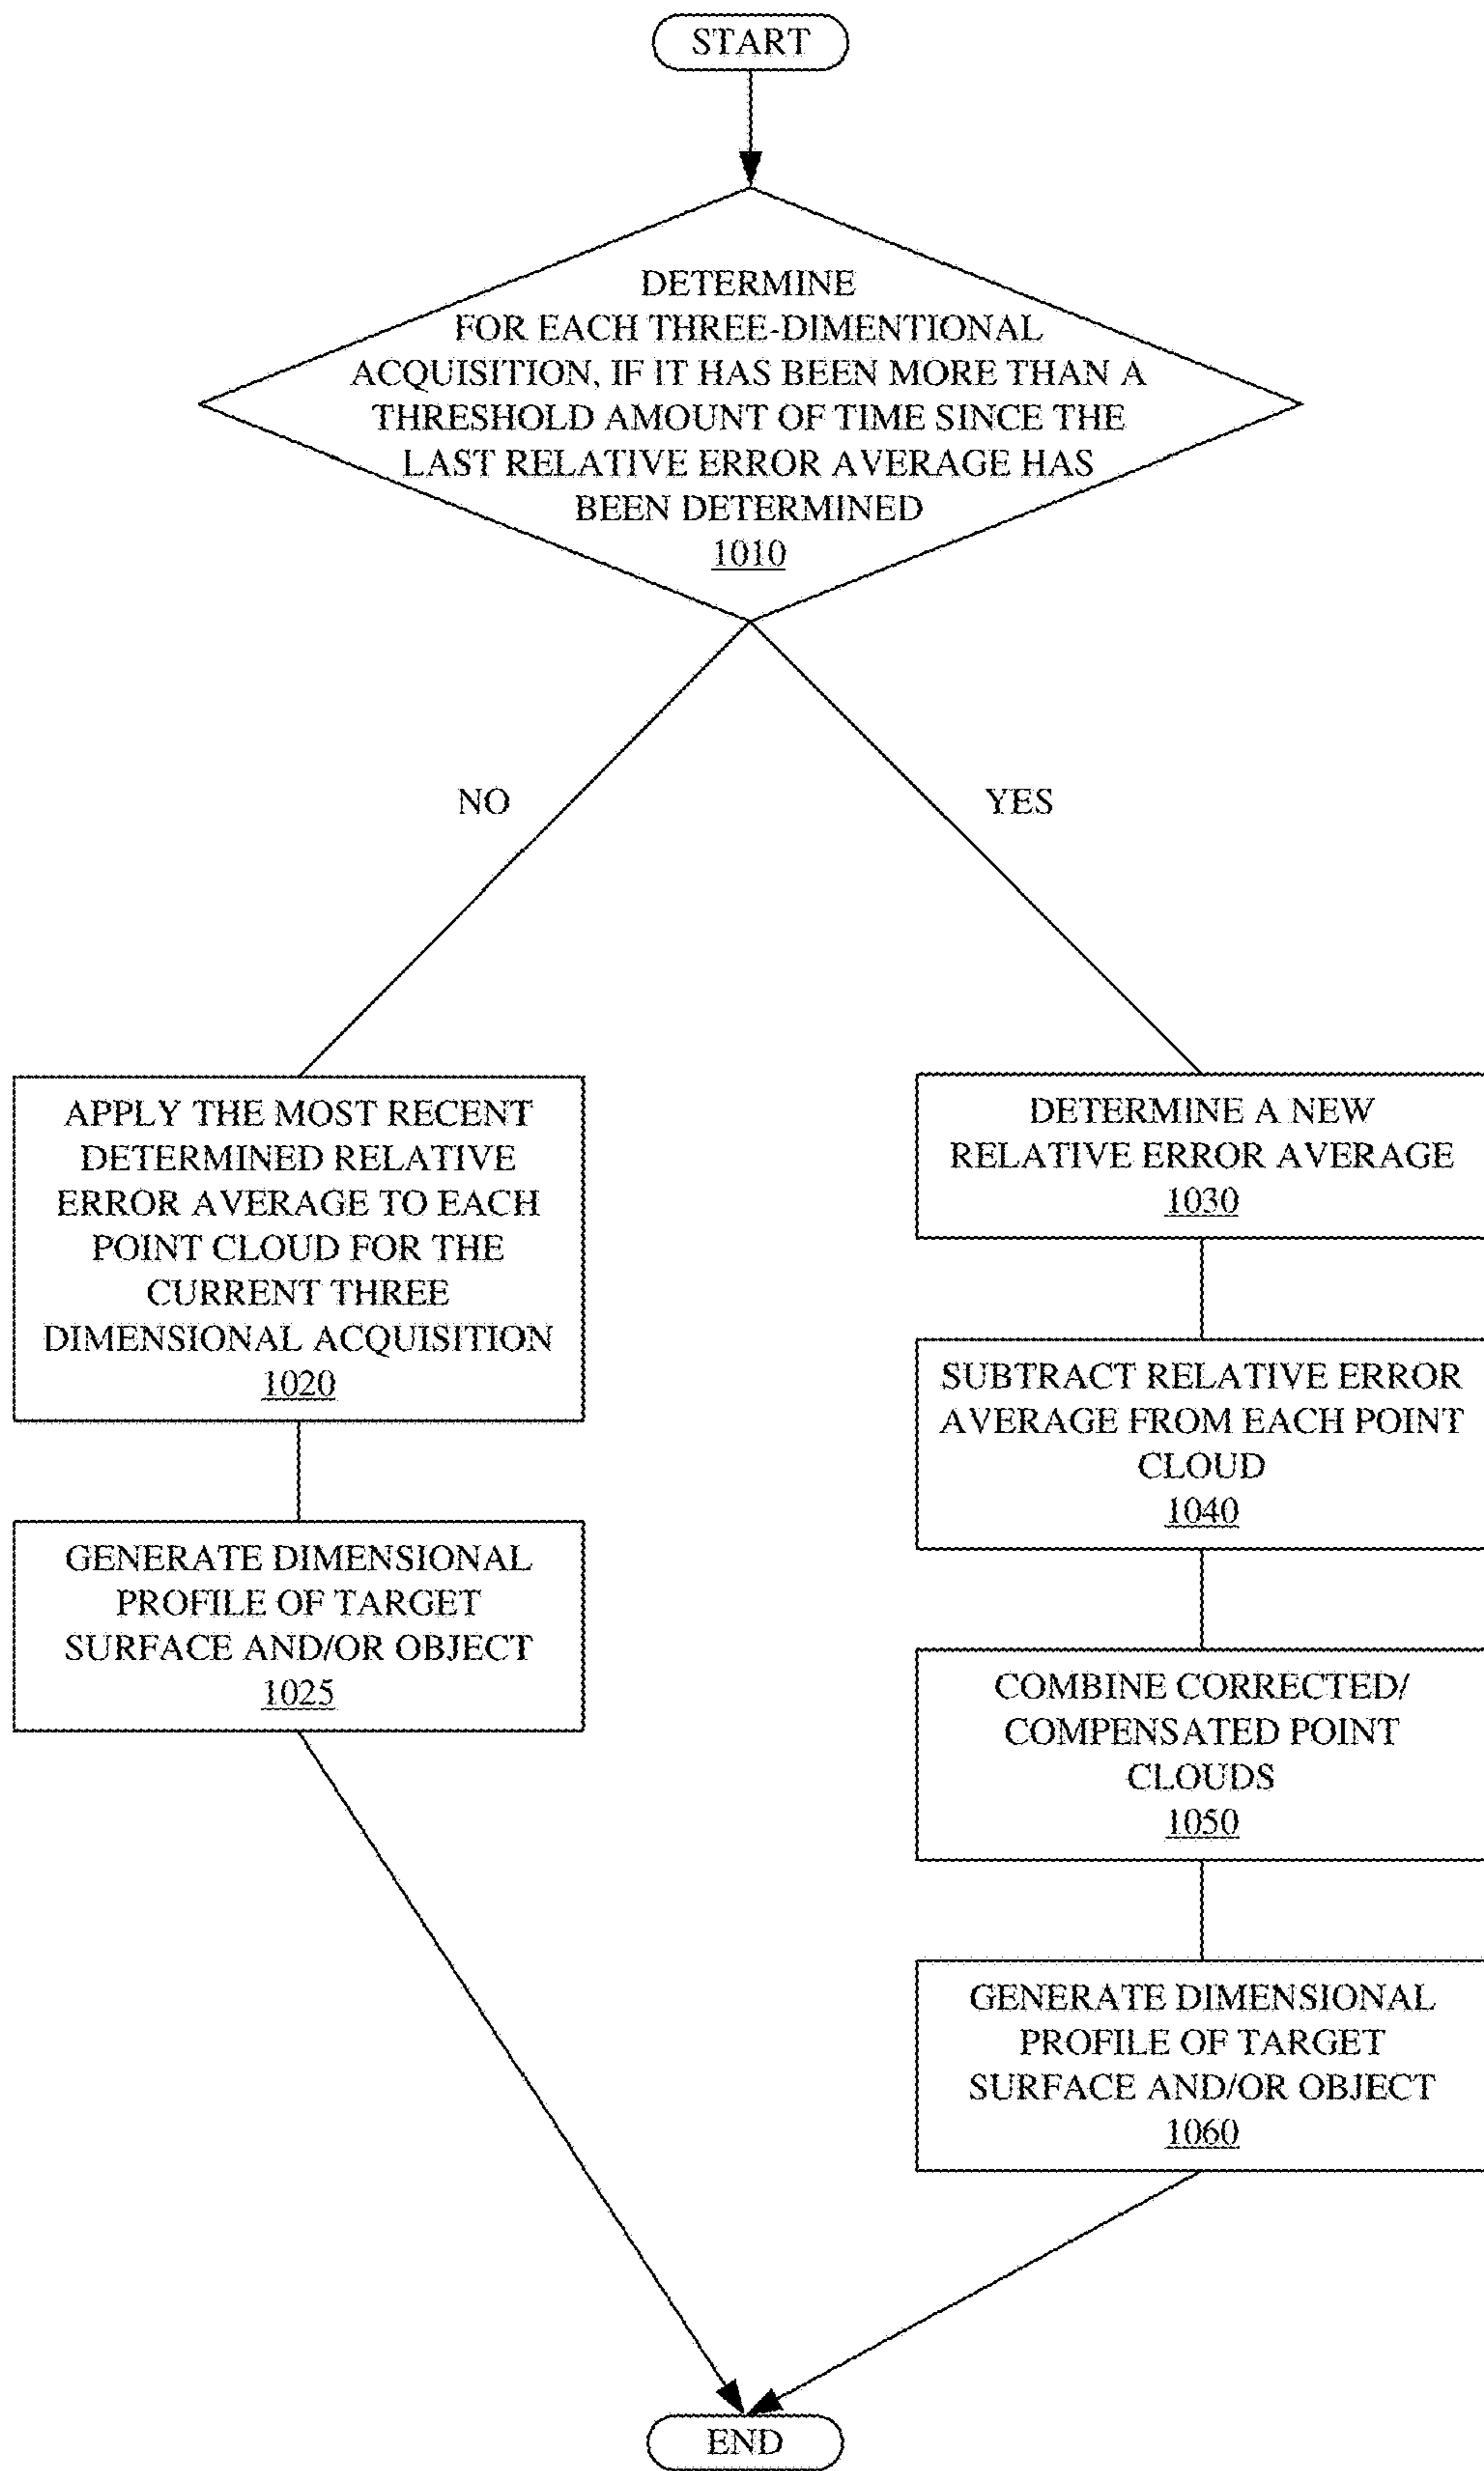 START
DETERMINE
FOR EACH THREE-DIMENTIONAL
ACQUISITION, IF IT HAS BEEN MORE THAN A
THRESHOLD AMOUNT OF TIME SINCE THE
LAST RELATIVE ERROR AVERAGE HAS
BEEN DETERMINED
1010
NO
YES
APPLY THE MOST RECENT
DETERMINED RELATIVE
ERROR AVERAGE TO EACH
POINT CLOUD FOR THE
CURRENT THREE
DIMENSIONAL ACQUISITION
1020
GENERATE DIMENSIONAL
PROFILE OF TARGET
SURFACE AND/OR OBJECT
1025
DETERMINE A NEW
RELATIVE ERROR AVERAGE
1030
SUBTRACT RELATIVE ERROR
AVERAGE FROM EACH POINT
CLOUD
1040
COMBINE CORRECTED/
COMPENSATED POINT
CLOUDS
1050
GENERATE DIMENSIONAL
PROFILE OF TARGET
SURFACE AND/OR OBJECT
1060
END